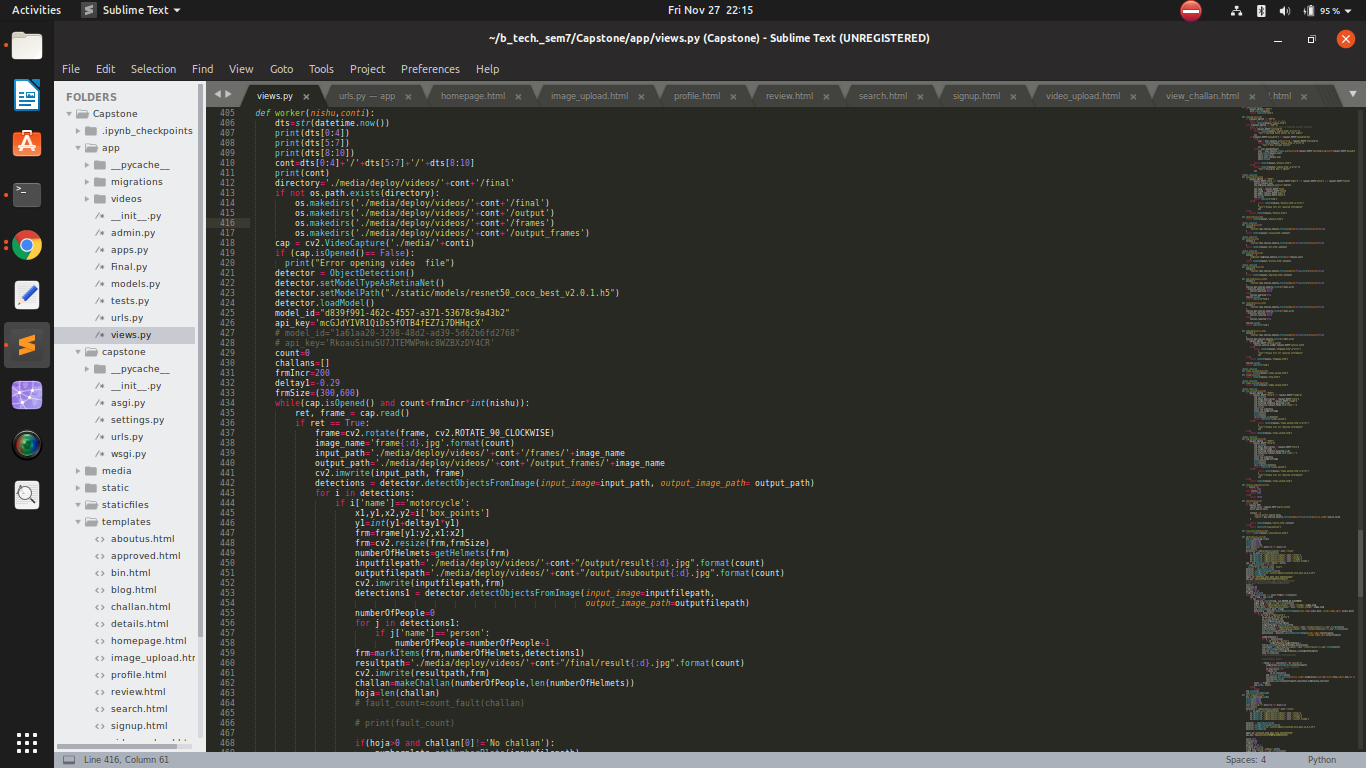 Activities
Sublime Text
Fri Nov 27 22:15
95 %
~/b_tech._sem7/Capstone/app/views.py (Capstone) - Sublime Text (UNREGISTERED)
File Edit Selection Find View Goto Tools Project Preferences Help
FOLDERS
Capstone
.ipynb_checkpoints
app
__pycache__
migrations
videos
__init__.py
admin.py
apps.py
Final.py
models.py
tests.py
urls.py
views.py
capstone
__pycache__
__init__.py
asgi.py
settings.py
urls.py
wsgi.py
media
static
staticfiles
templates
aboutus.html
approved.html
bin.html
blog.html
challan.html
details.html
homepage.html
image_upload.htr
profile.html
review.html
search.html
signup.html
views.py urls.py — app homepage.html image_upload.html profile.html review.html search.html signup.html video_upload.html view_challan.html '.html
405 def worker(nishu,conti):
406 dts=str(datetime.now())
407 print(dts[0:4])
408 print(dts[5:7])
409 print(dts[8:10])
410 cont=dts[0:4]+'/'+dts[5:7]+'/'+dts[8:10]
411 print(cont)
412 directory='./media/deploy/videos/'+cont+'/final'
413 if not os.path.exists(directory):
414 os.makedirs('./media/deploy/videos/'+cont+'/final')
415 os.makedirs('./media/deploy/videos/'+cont+'/output')
416 os.makedirs('./media/deploy/videos/'+cont+'/frames')
417 os.makedirs('./media/deploy/videos/'+cont+'/output_frames')
418 cap = cv2.VideoCapture('./media/'+conti)
419 if (cap.isOpened()== False):
420 print("Error opening video file")
421 detector = ObjectDetection()
422 detector.setModelTypeAsRetinaNet()
423 detector.setModelPath("./static/models/resnet50_coco_best_v2.0.1.h5")
424 detector.loadModel()
425 model_id="d839f991-462c-4557-a371-53678c9a43b2"
426 api_key='mcGJdYIVR1QiDs5fOTB4fEZ7i7DHHqcX'
427 # model_id="1a61aa20-3298-48d2-ad39-5d62b6fd2768"
428 # api_key='RkoauSinuSU7JTEMWPmkc8WZBXzDY4CR'
429 count=0
430 challans=[]
431 frmIncr=200
432 deltay1=-0.29
433 frmSize=(300,600)
434 while(cap.isOpened() and count<frmIncr*int(nishu)):
435 ret, frame = cap.read()
436 if ret == True:
437 frame=cv2.rotate(frame, cv2.ROTATE_90_CLOCKWISE)
438 image_name='frame{:d}.jpg'.format(count)
439 input_path='./media/deploy/videos/'+cont+'/frames/'+image_name
440 output_path='./media/deploy/videos/'+cont+'/output_frames/'+image_name
441 cv2.imwrite(input_path, frame)
442 detections = detector.detectObjectsFromImage(input_image=input_path, output_image_path= output_path)
443 for i in detections:
444 if i['name']=='motorcycle':
445 x1,y1,x2,y2=i['box_points']
446 y1=int(y1+deltay1*y1)
447 frm=frame[y1:y2,x1:x2]
448 frm=cv2.resize(frm,frmSize)
449 numberOfHelmets=getHelmets(frm)
450 inputfilepath='./media/deploy/videos/'+cont+"/output/result{:d}.jpg".format(count)
451 outputfilepath='./media/deploy/videos/'+cont+"/output/suboutput{:d}.jpg".format(count)
452 cv2.imwrite(inputfilepath,frm)
453 detections1 = detector.detectObjectsFromImage(input_image=inputfilepath,
454 output_image_path=outputfilepath)
455 numberOfPeople=0
456 for j in detections1:
457 if j['name']=='person':
458 numberOfPeople=numberOfPeople+1
459 frm=markItems(frm,numberOfHelmets,detections1)
460 resultpath='./media/deploy/videos/'+cont+"/final/result{:d}.jpg".format(count)
461 cv2.imwrite(resultpath,frm)
462 challan=makeChallan(numberOfPeople,len(numberOfHelmets))
463 hoja=len(challan)
464 # fault_count=count_fault(challan)
465
466 # print(fault_count)
467
468 if(hoja>0 and challan[0]!='No challan'):
Line 416, Column 61
Spaces: 4
Python